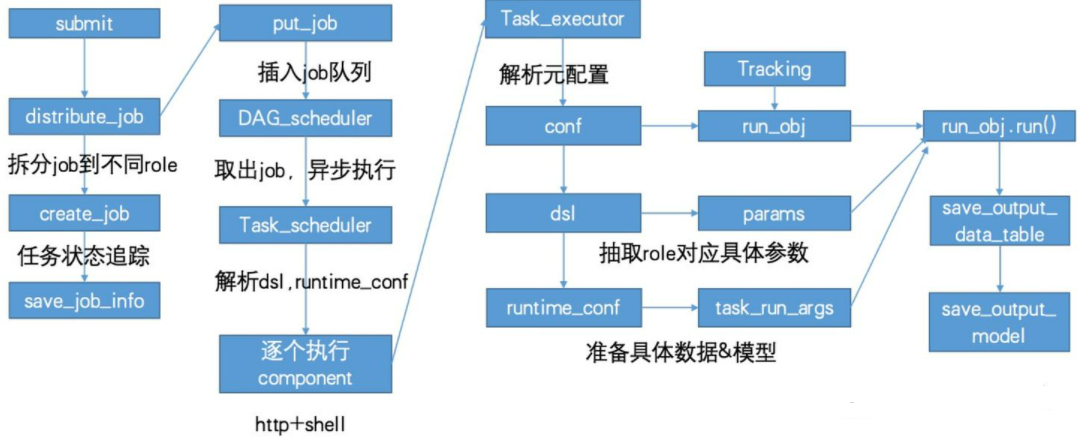 submit
distribute_job
拆分job到不同role
create_job
任务状态追踪
save_job_info
put_job
插入job队列
DAG_scheduler
取出job，异步执行
Task_scheduler
解析dsl,runtime_conf
逐个执行
component
http+shell
Task_executor
解析元配置
conf
dsl
runtime_conf
Tracking
run_obj
params
抽取role对应具体参数
task_run_args
准备具体数据&模型
run_obj.run()
save_output_
data_table
save_output_
model